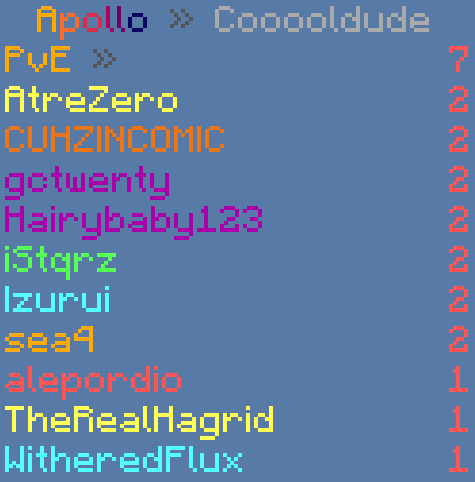 Apollo » Cooooldude
PvE » 7
AtreZero 2
CUHZINCOMIC 2
gctwenty 2
Hairybaby123 2
iStqrz 2
Izurui 2
sea9 2
alepordio 1
TheRealHagrid 1
WitheredFlux 1